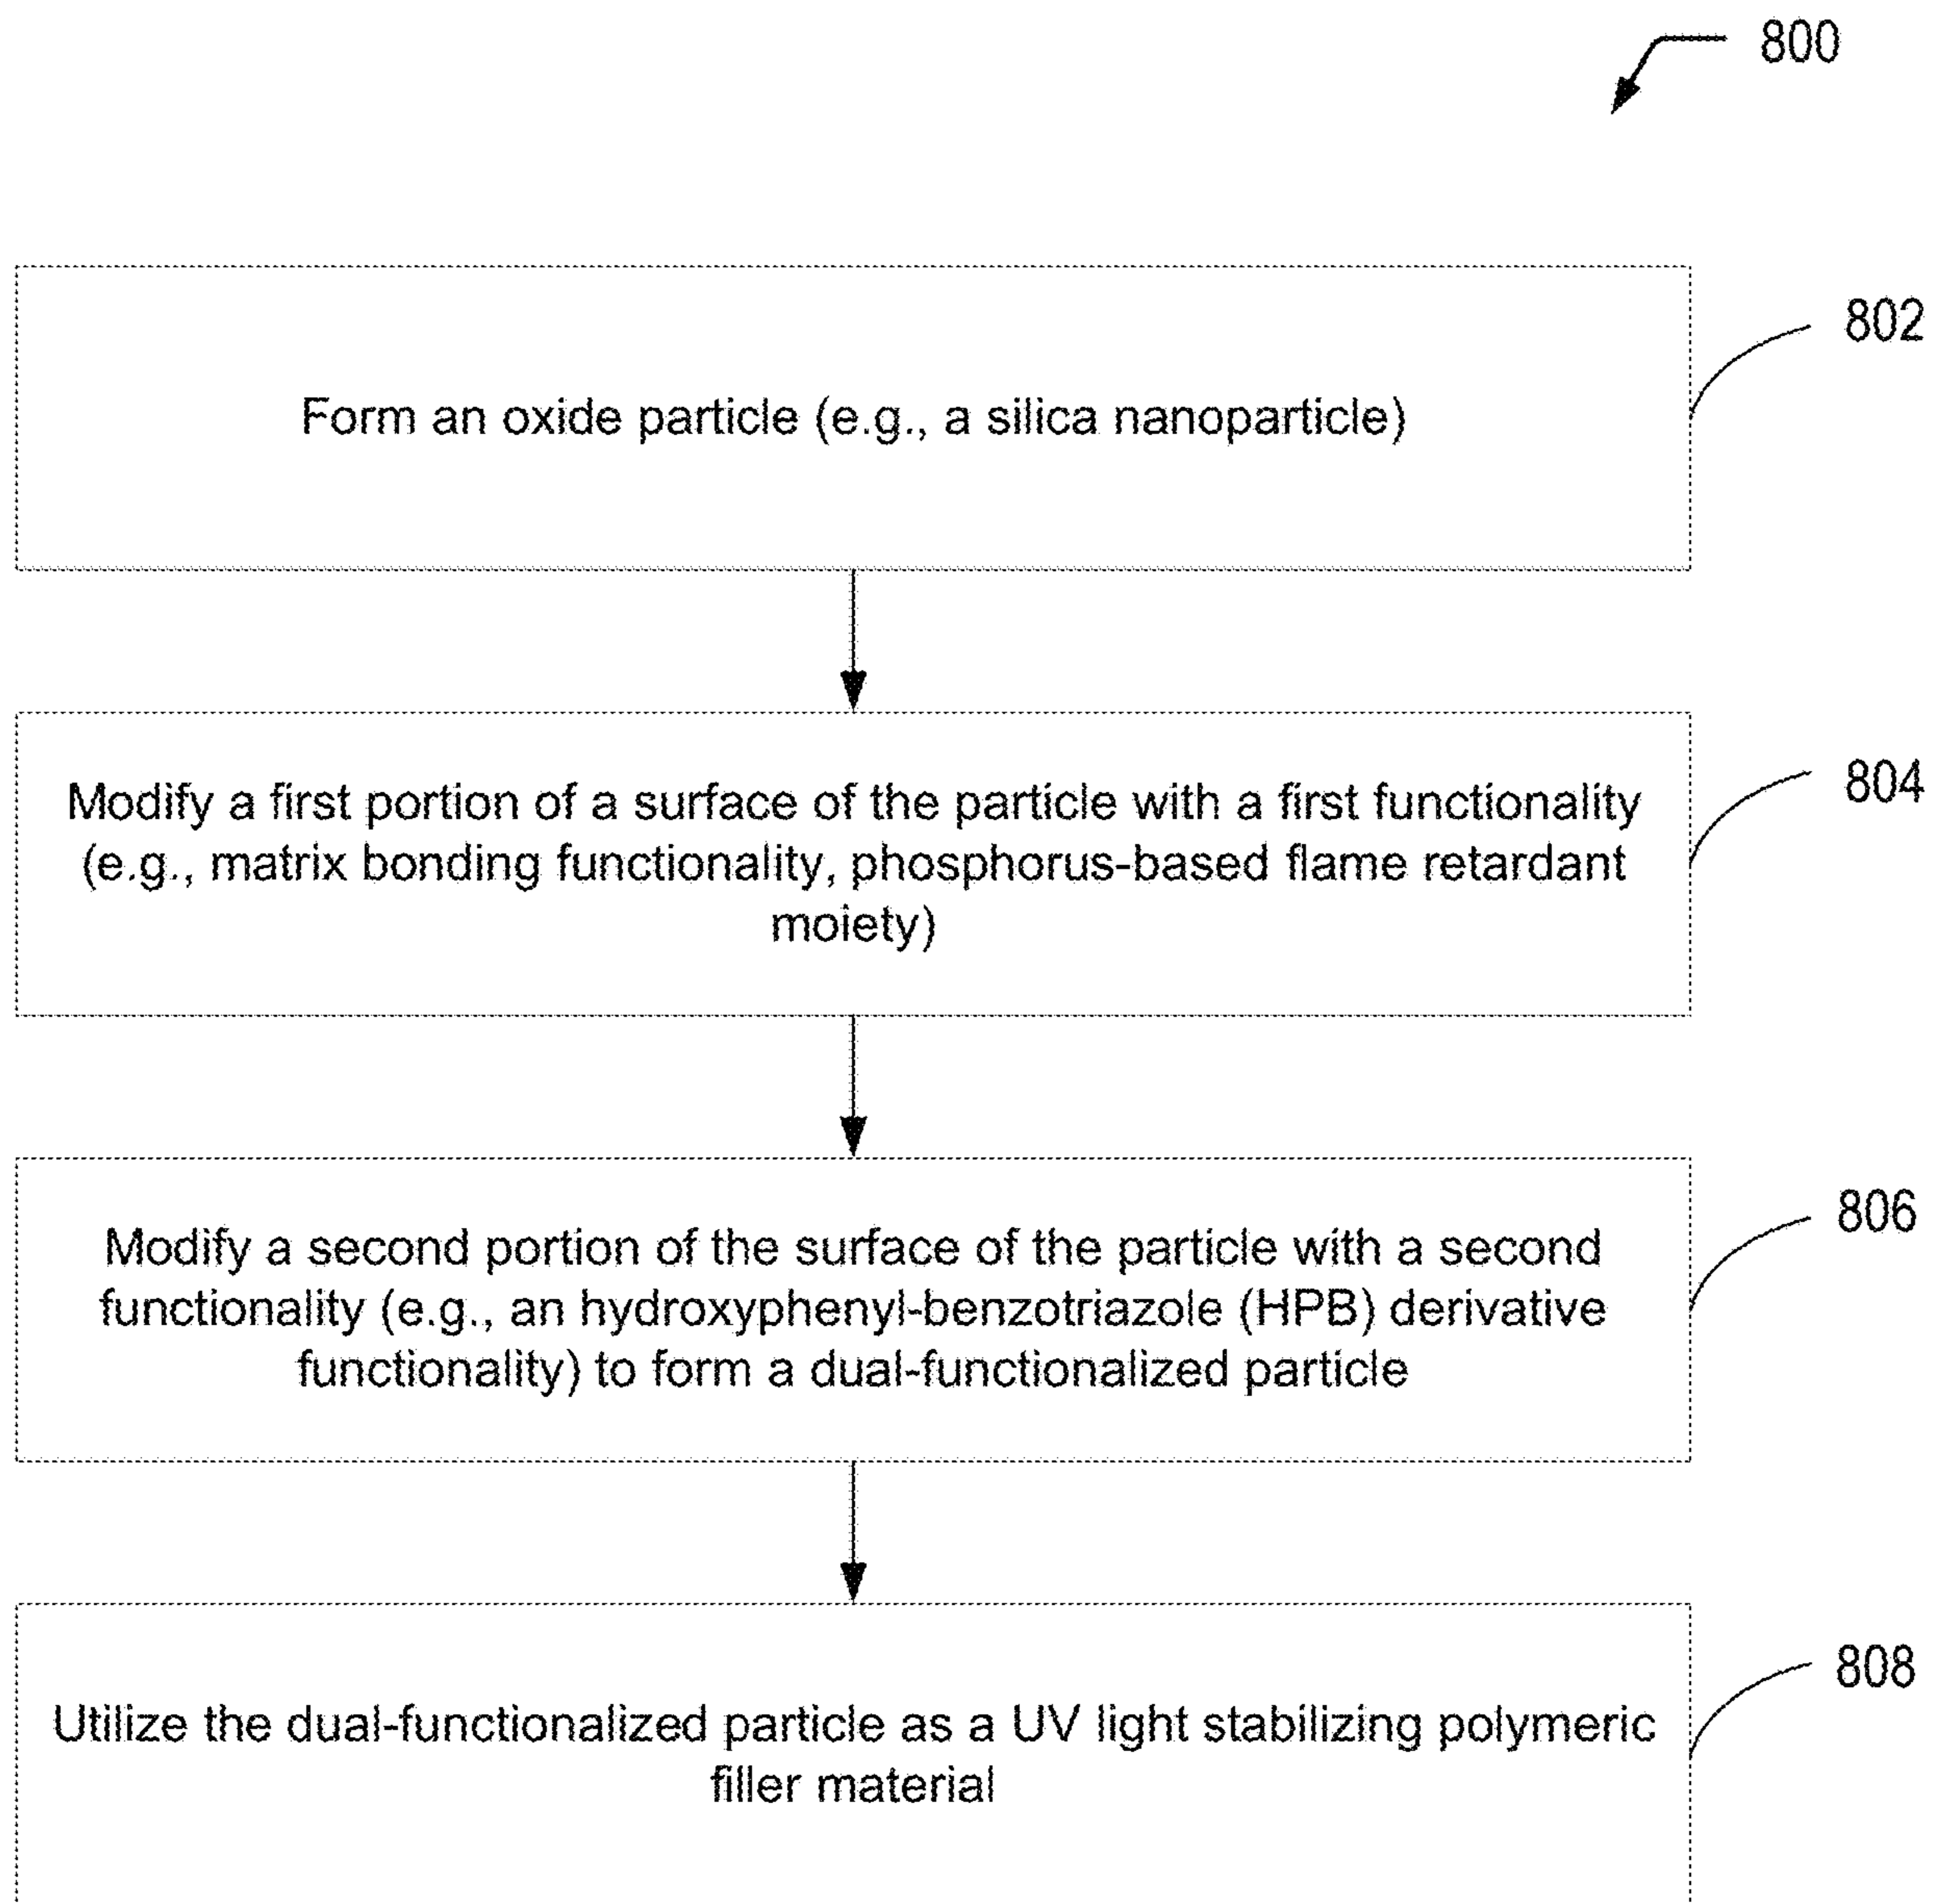 800
Form an oxide particle (e.g., a silica nanoparticle)
802
Modify a first portion of a surface of the particle with a first functionality
(e.g., matrix bonding functionality, phosphorus-based flame retardant
moiety)
804
Modify a second portion of the surface of the particle with a second
functionality (e.g., an hydroxyphenyl-benzotriazole (HPB) derivative
functionality) to form a dual-functionalized particle
806
Utilize the dual-functionalized particle as a UV light stabilizing polymeric
filler material
808